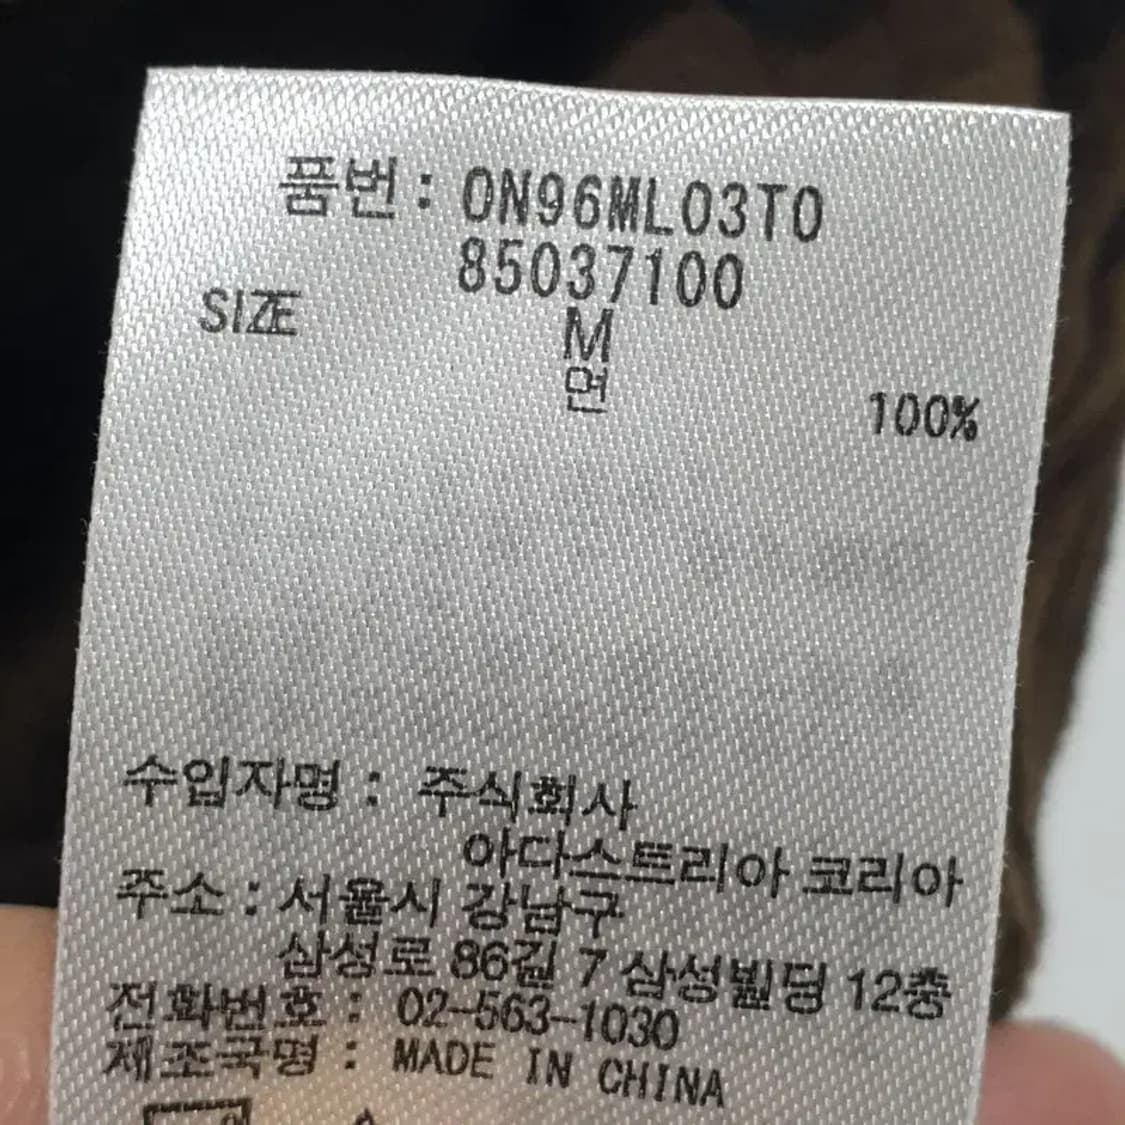 품번 : ON96ML03T0
85037100
SIZE M
면 100%
수입자명 : 주식회사
아다스트리아 코리아
주소 : 서울시 강남구
삼성로 86길 7 삼성빌딩 12층
전화번호 : 02-563-1030
제조국명 : MADE IN CHINA